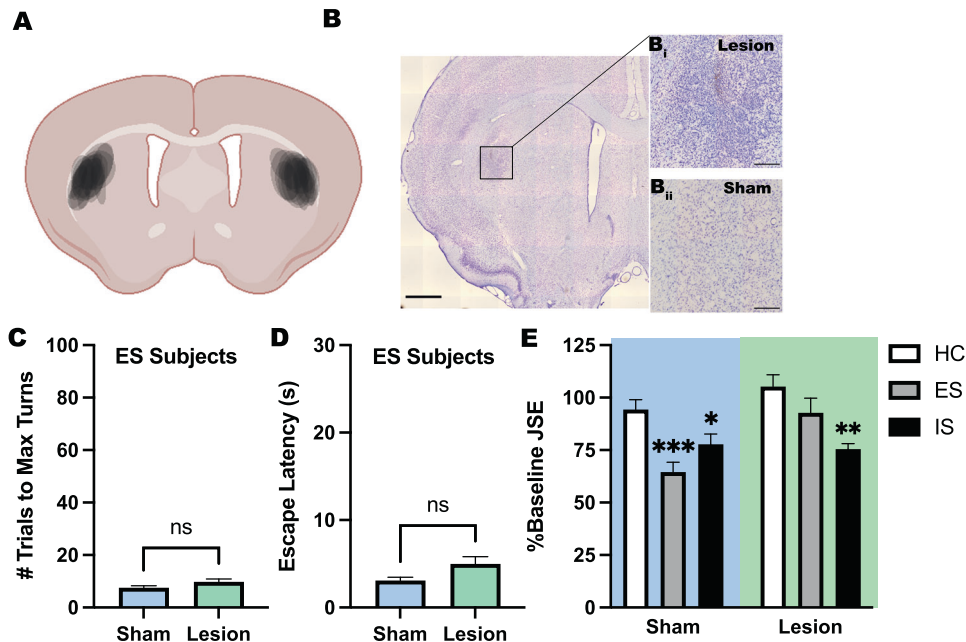 A
B
Bi
Lesion
Bii
Sham
C
ES Subjects
# Trials to Max Turns
100
80
60
40
20
0
ns
Sham
Lesion
D
ES Subjects
Escape Latency (s)
30
20
10
0
ns
Sham
Lesion
E
%Baseline JSE
125
100
75
50
25
0
***
*
**
Sham
Lesion
HC
ES
IS